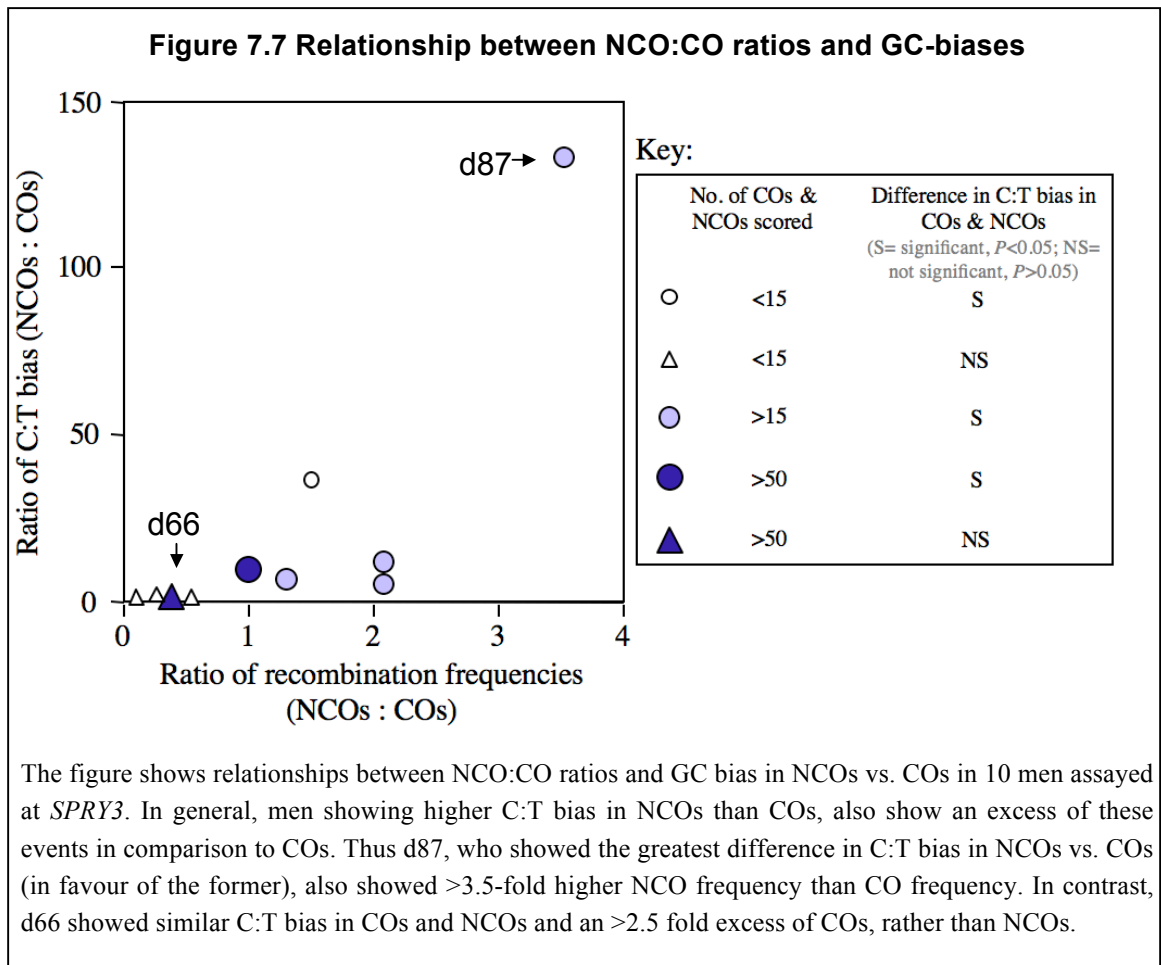 Figure 7.7 Relationship between NCO:CO ratios and GC-biases
150
100
50
0
Ratio of C:T bias (NCOs : COs)
d87
d66
0 1 2 3 4
Ratio of recombination frequencies
(NCOs : COs)
Key:
No. of COs &
NCOs scored
Difference in C:T bias in
COs & NCOs
(S= significant, P<0.05; NS=
not significant, P>0.05)
<15 S
<15 NS
>15 S
>50 S
>50 NS
The figure shows relationships between NCO:CO ratios and GC bias in NCOs vs. COs in 10 men assayed
at SPRY3. In general, men showing higher C:T bias in NCOs than COs, also show an excess of these
events in comparison to COs. Thus d87, who showed the greatest difference in C:T bias in NCOs vs. COs
(in favour of the former), also showed >3.5-fold higher NCO frequency than CO frequency. In contrast,
d66 showed similar C:T bias in COs and NCOs and an >2.5 fold excess of COs, rather than NCOs.